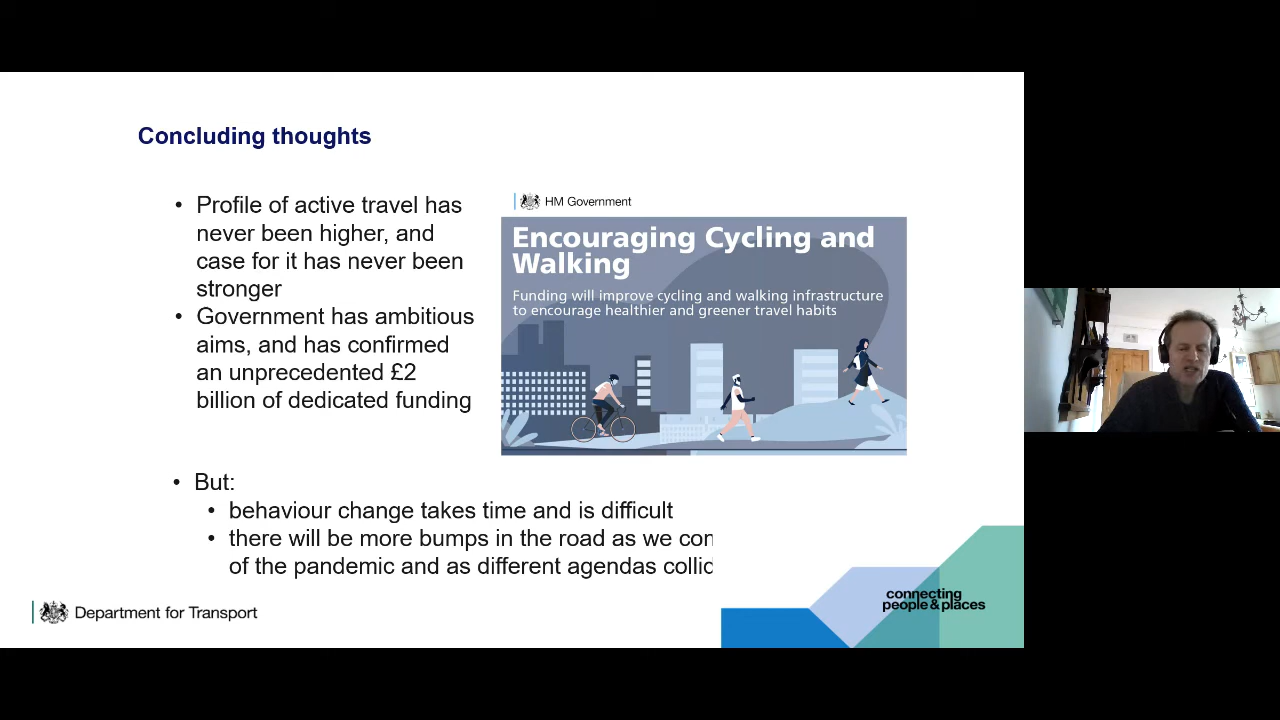 Concluding thoughts
• Profile of active travel has
never been higher, and
case for it has never been
stronger
• Government has ambitious
aims, and has confirmed
an unprecedented £2
billion of dedicated funding
HM Government
Encouraging Cycling and
Walking
Funding will improve cycling and walking infrastructure
to encourage healthier and greener travel habits
• But:
• behaviour change takes time and is difficult
• there will be more bumps in the road as we
of the pandemic and as different agendas
Department for Transport
connecting
people & places